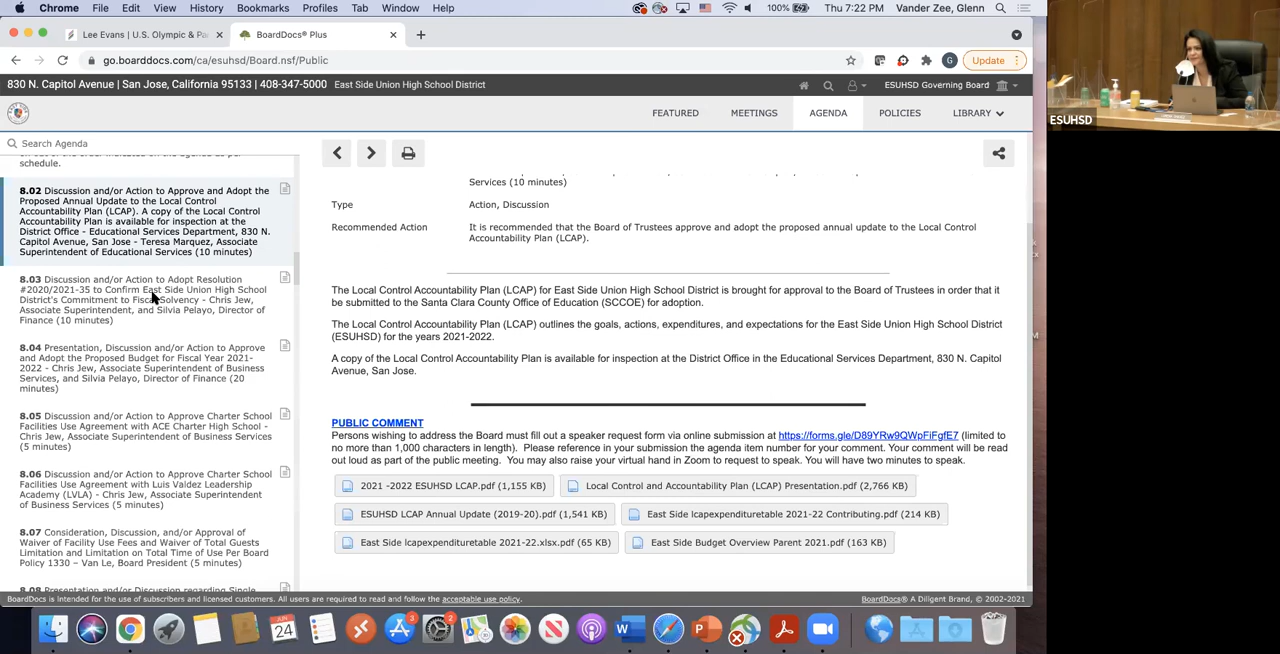 Chrome File Edit View History Bookmarks Profiles Tab Window Help 100% Thu 7:22 PM Vander Zee, Glenn
Lee Evans | U.S. Olympic & Pa
BoardDocs® Plus
go.boarddocs.com/ca/esuhsd/Board.nsf/Public
G Update
830 N. Capitol Avenue | San Jose, California 95133 | 408-347-5000 East Side Union High School District
ESUHSD Governing Board
FEATURED MEETINGS AGENDA POLICIES LIBRARY
Search Agenda
schedule.
8.02 Discussion and/or Action to Approve and Adopt the
Proposed Annual Update to the Local Control
Accountability Plan (LCAP). A copy of the Local Control
Accountability Plan is available for inspection at the
District Office - Educational Services Department, 830 N.
Capitol Avenue, San Jose - Teresa Marquez, Associate
Superintendent of Educational Services (10 minutes)
8.03 Discussion and/or Action to Adopt Resolution
#2020/2021-35 to Confirm East Side Union High School
District's Commitment to Fiscal Solvency - Chris Jew,
Associate Superintendent, and Silvia Pelayo, Director of
Finance (10 minutes)
8.04 Presentation, Discussion and/or Action to Approve
and Adopt the Proposed Budget for Fiscal Year 2021-
2022 - Chris Jew, Associate Superintendent of Business
Services, and Silvia Pelayo, Director of Finance (20
minutes)
8.05 Discussion and/or Action to Approve Charter School
Facilities Use Agreement with ACE Charter High School -
Chris Jew, Associate Superintendent of Business Services
(5 minutes)
8.06 Discussion and/or Action to Approve Charter School
Facilities Use Agreement with Luis Valdez Leadership
Academy (LVLA) - Chris Jew, Associate Superintendent
of Business Services (5 minutes)
8.07 Consideration, Discussion, and/or Approval of
Waiver of Facility Use Fees and Waiver of Total Guests
Limitation and Limitation on Total Time of Use Per Board
Policy 1330 – Van Le, Board President (5 minutes)
8.08 Presentation and/or Discussion regarding Single
Services (10 minutes)
Type Action, Discussion
Recommended Action It is recommended that the Board of Trustees approve and adopt the proposed annual update to the Local Control
Accountability Plan (LCAP).
The Local Control Accountability Plan (LCAP) for East Side Union High School District is brought for approval to the Board of Trustees in order that it
be submitted to the Santa Clara County Office of Education (SCCOE) for adoption.
The Local Control Accountability Plan (LCAP) outlines the goals, actions, expenditures, and expectations for the East Side Union High School District
(ESUHSD) for the years 2021-2022.
A copy of the Local Control Accountability Plan is available for inspection at the District Office in the Educational Services Department, 830 N. Capitol
Avenue, San Jose.
PUBLIC COMMENT
Persons wishing to address the Board must fill out a speaker request form via online submission at https://forms.gle/D89YRw9QWpFiFgfE7 (limited to
no more than 1,000 characters in length). Please reference in your submission the agenda item number for your comment. Your comment will be read
out loud as part of the public meeting. You may also raise your virtual hand in Zoom to request to speak. You will have two minutes to speak.
2021 -2022 ESUHSD LCAP.pdf (1,155 KB) Local Control and Accountability Plan (LCAP) Presentation.pdf (2,766 KB)
ESUHSD LCAP Annual Update (2019-20).pdf (1,541 KB) East Side lcapexpendituretable 2021-22 Contributing.pdf (214 KB)
East Side lcapexpendituretable 2021-22.xlsx.pdf (65 KB) East Side Budget Overview Parent 2021.pdf (163 KB)
BoardDocs is intended for the use of subscribers and licensed customers. All users are required to read and follow the acceptable use policy.
BoardDocs® A Diligent Brand, © 2002-2021
ESUHSD
JUN
24
3
2